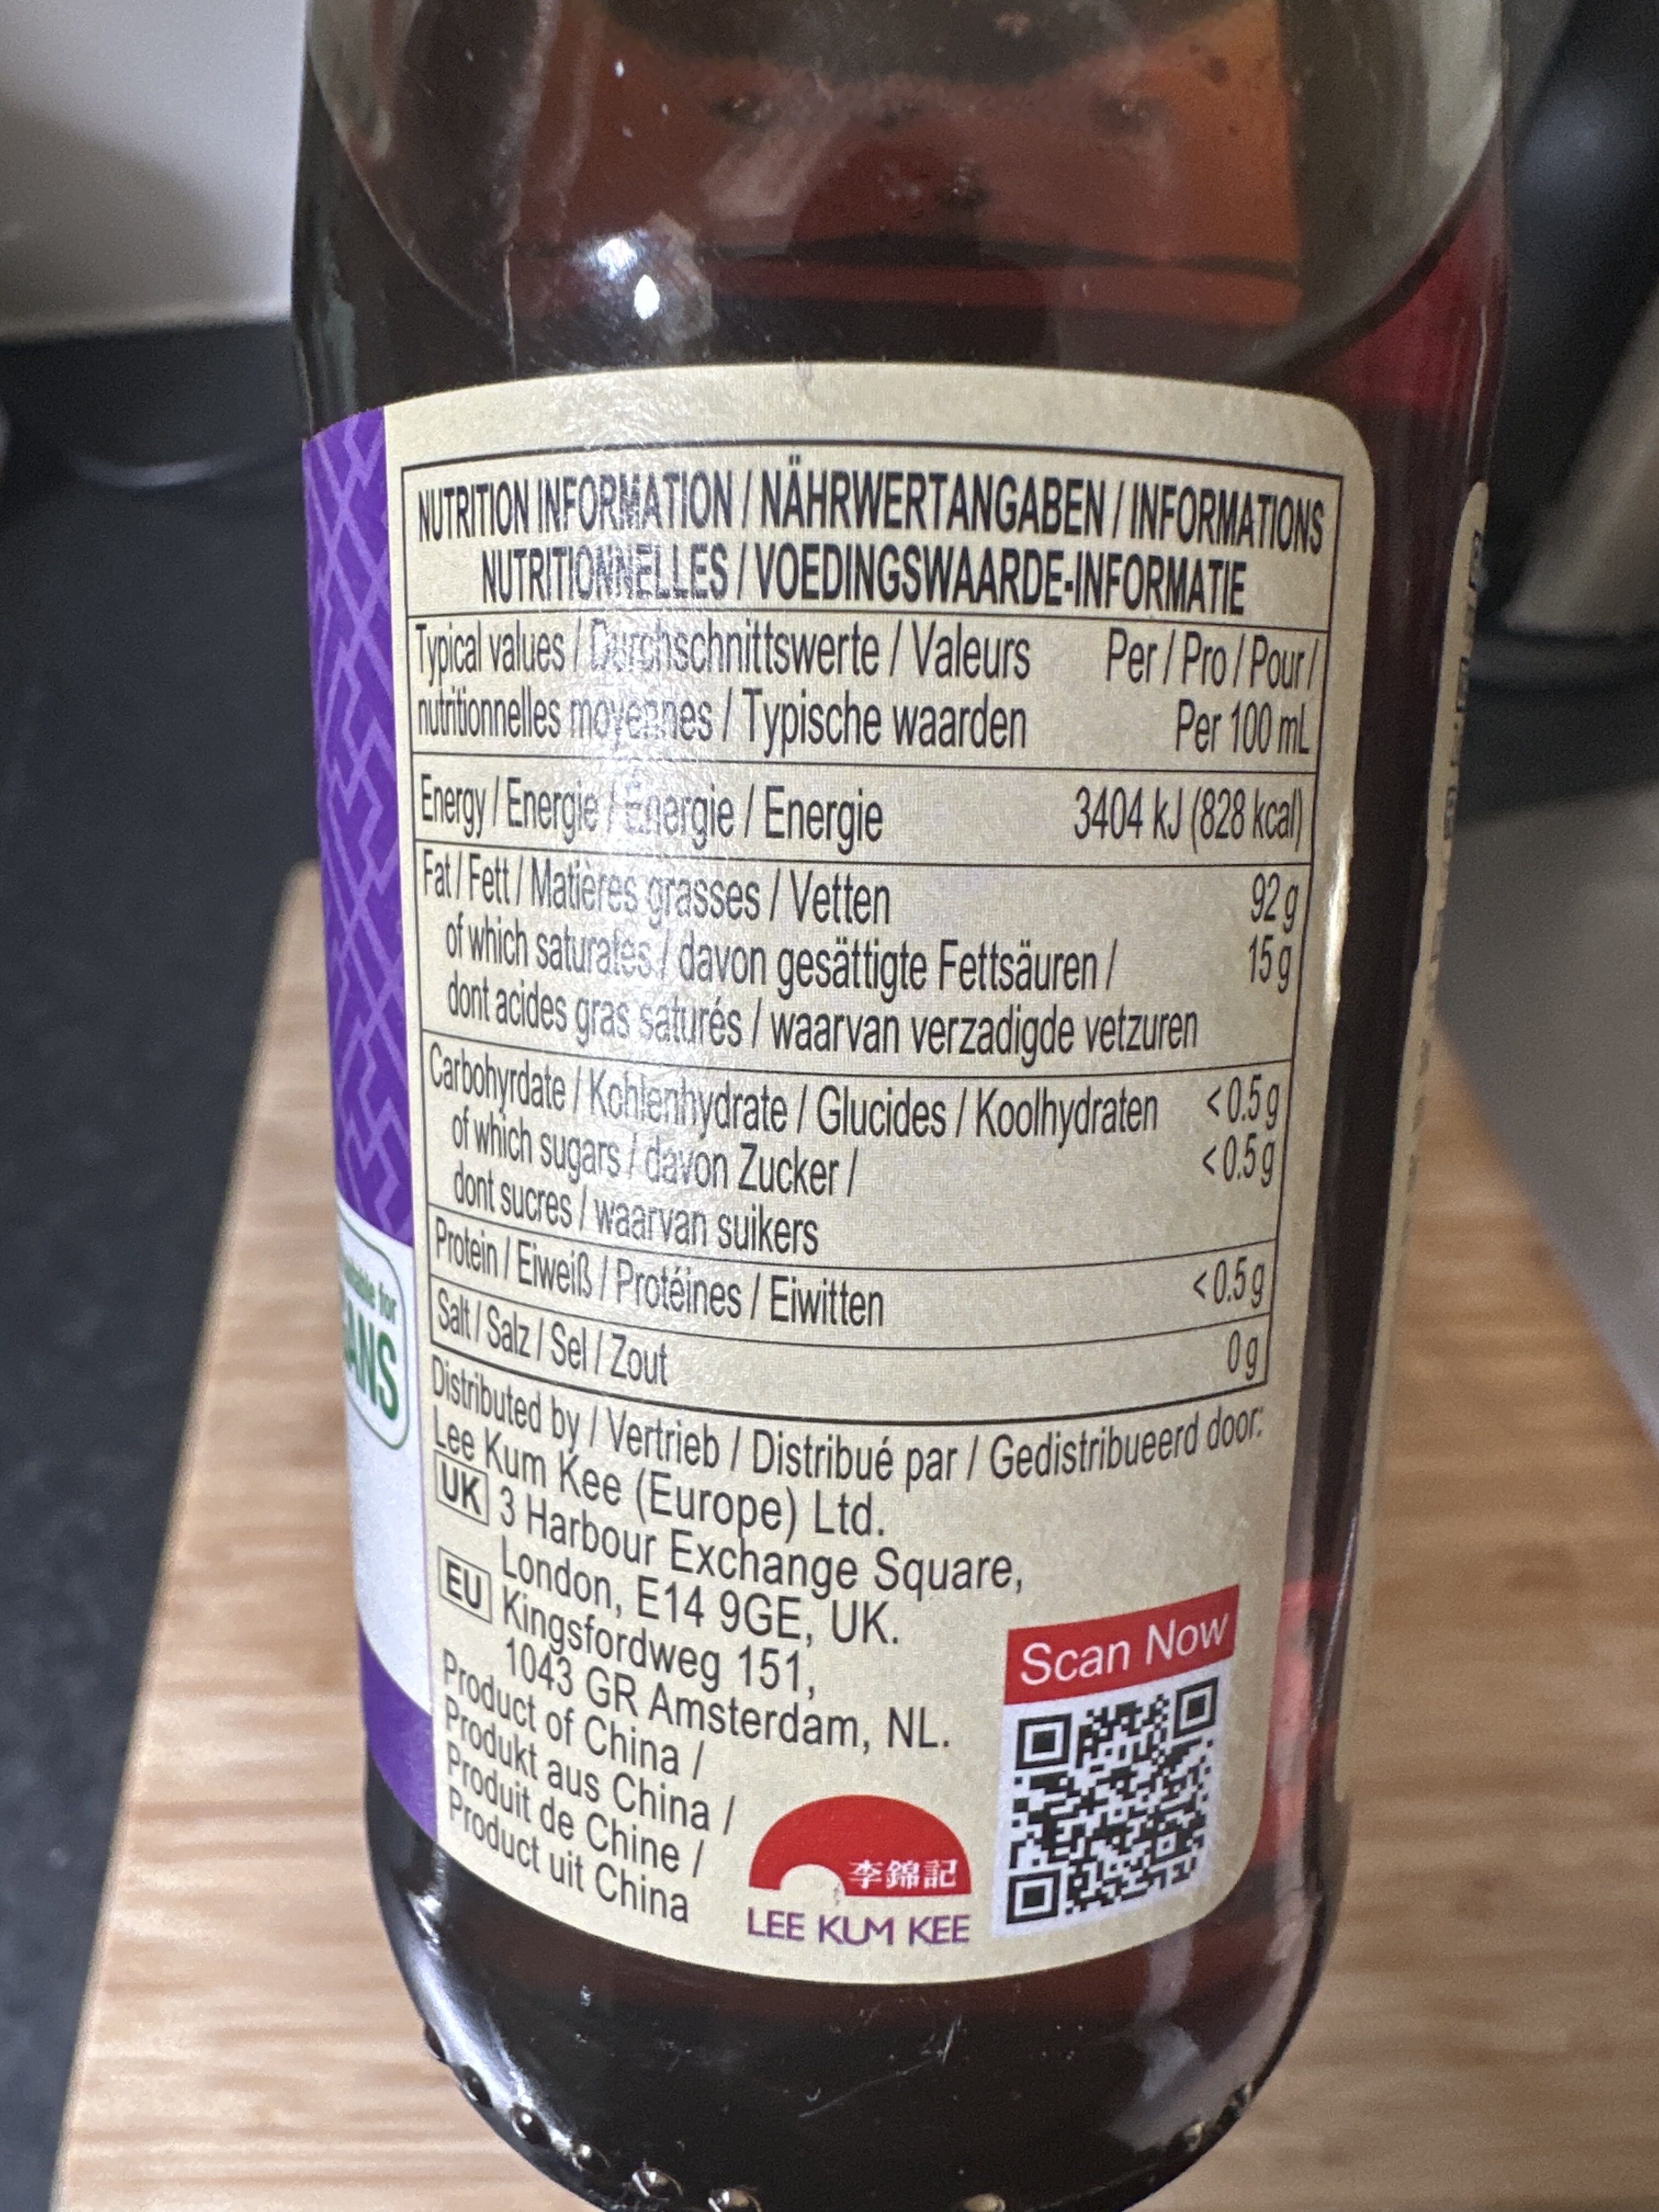 NUTRITION INFORMATION / NÄHRWERTANGABEN / INFORMATIONS
NUTRITIONNELLES / VOEDINGSWAARDE-INFORMATIE
Typical values / Durchschnittswerte / Valeurs Per / Pro / Pour /
nutritionnelles moyennes / Typische waarden Per 100 mL
Energy / Energie / Énergie / Energie 3404 kJ (828 kcal)
Fat / Fett / Matières grasses / Vetten 92 g
of which saturates / davon gesättigte Fettsäuren / 15 g
dont acides gras saturés / waarvan verzadigde vetzuren
Carbohyrdate / Kohlenhydrate / Glucides / Koolhydraten <0.5 g
of which sugars / davon Zucker / <0.5 g
dont sucres / waarvan suikers
Protein / Eiweiß / Protéines / Eiwitten <0.5 g
Salt / Salz / Sel / Zout 0 g
Distributed by / Vertrieb / Distribué par / Gedistribueerd door:
Lee Kum Kee (Europe) Ltd.
UK 3 Harbour Exchange Square,
London, E14 9GE, UK.
EU Kingsfordweg 151,
1043 GR Amsterdam, NL.
Product of China /
Produkt aus China /
Produit de Chine /
Product uit China
Scan Now
李錦記
LEE KUM KEE
for